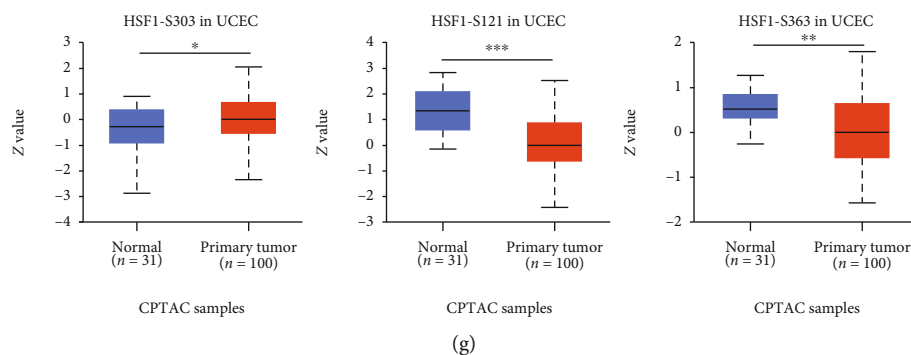 HSF1-S303 in UCEC
3
2
1
0
−1
−2
−3
−4
Z value
*
Normal
(n = 31)
Primary tumor
(n = 100)
CPTAC samples
HSF1-S121 in UCEC
4
3
2
1
0
−1
−2
−3
Z value
***
Normal
(n = 31)
Primary tumor
(n = 100)
CPTAC samples
HSF1-S363 in UCEC
2
1
0
−1
−2
Z value
**
Normal
(n = 31)
Primary tumor
(n = 100)
CPTAC samples
(g)